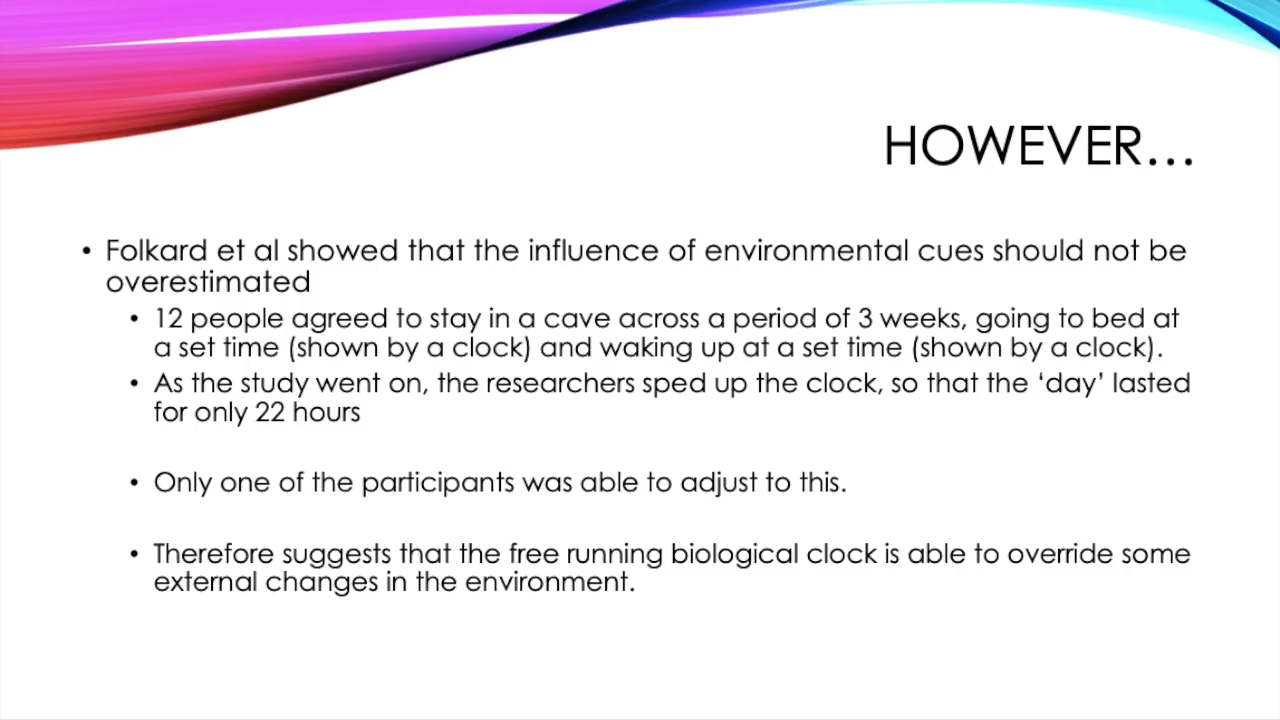 HOWEVER…
• Folkard et al showed that the influence of environmental cues should not be
overestimated
• 12 people agreed to stay in a cave across a period of 3 weeks, going to bed at
a set time (shown by a clock) and waking up at a set time (shown by a clock).
• As the study went on, the researchers sped up the clock, so that the ‘day’ lasted
for only 22 hours
• Only one of the participants was able to adjust to this.
• Therefore suggests that the free running biological clock is able to override some
external changes in the environment.